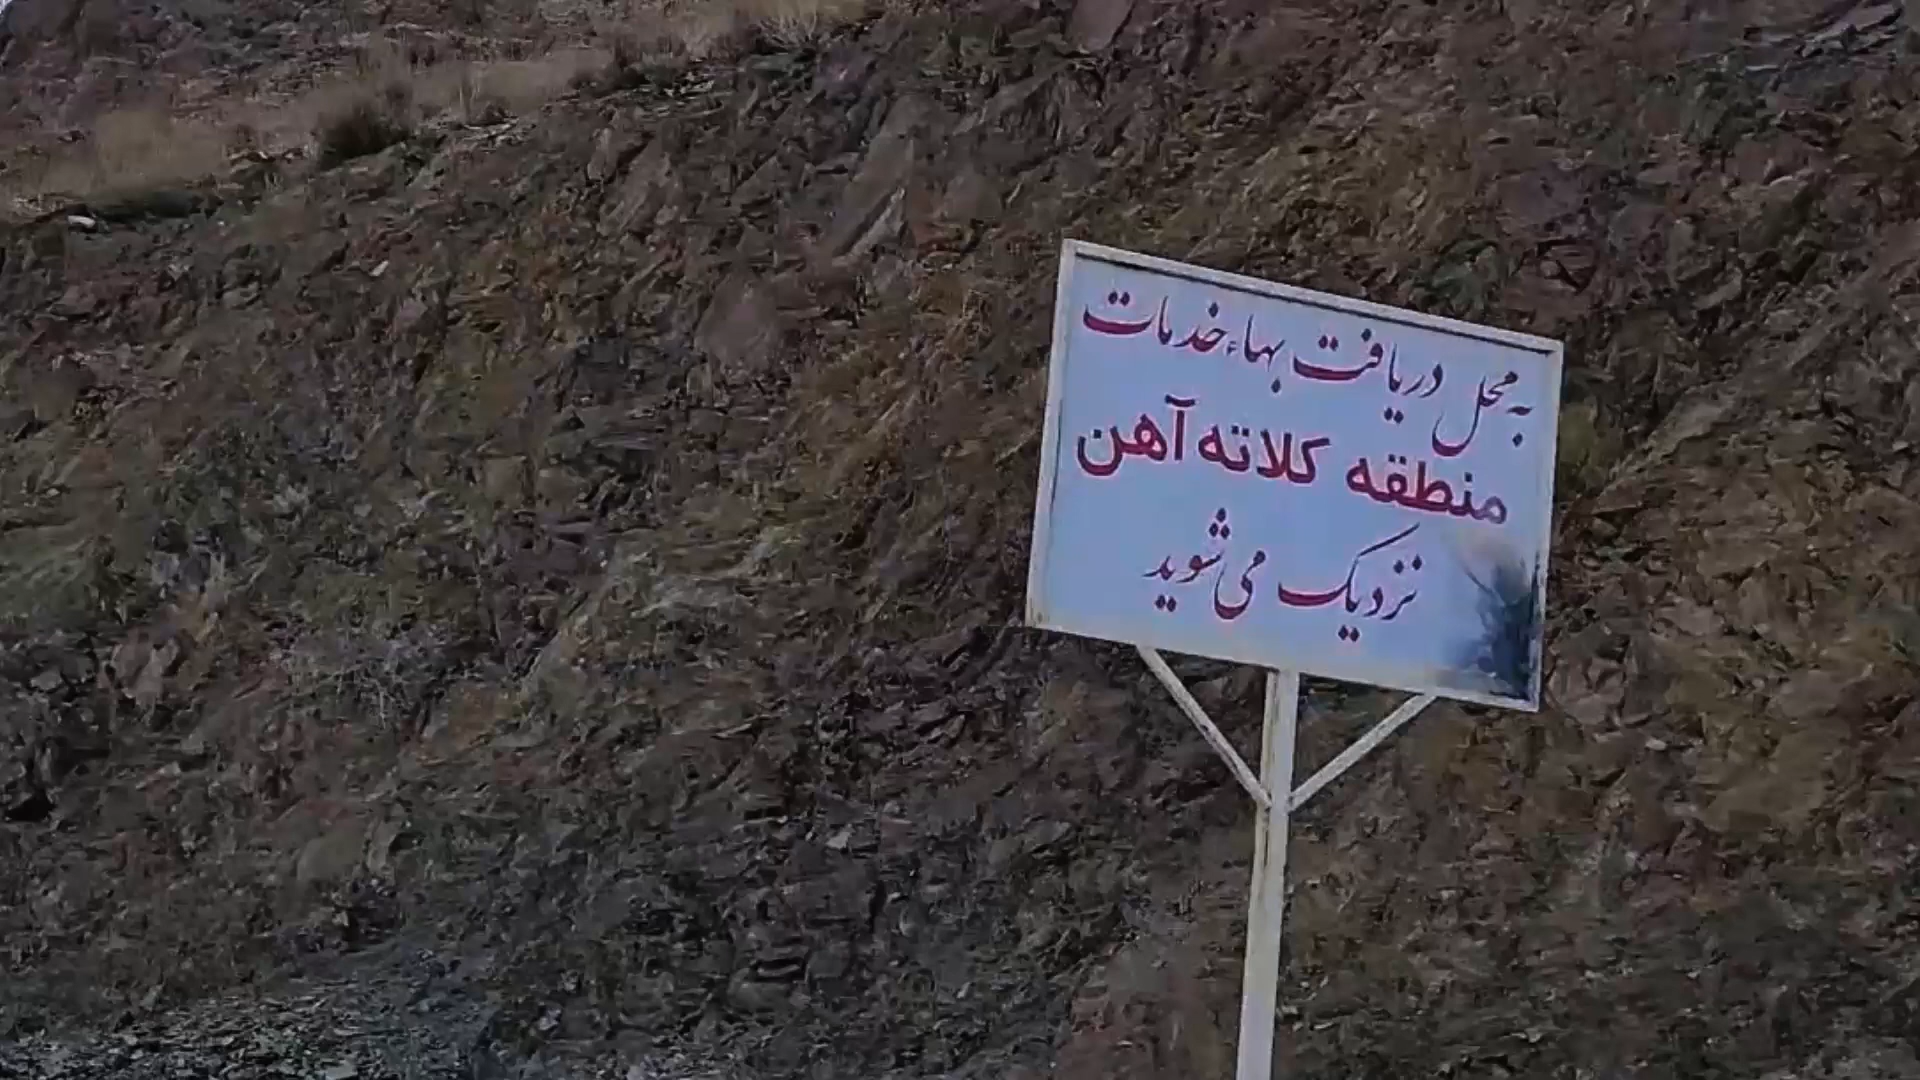 به محل دریافت بهاء خدمات
منطقه کلاته آهن
نزدیک می شوید